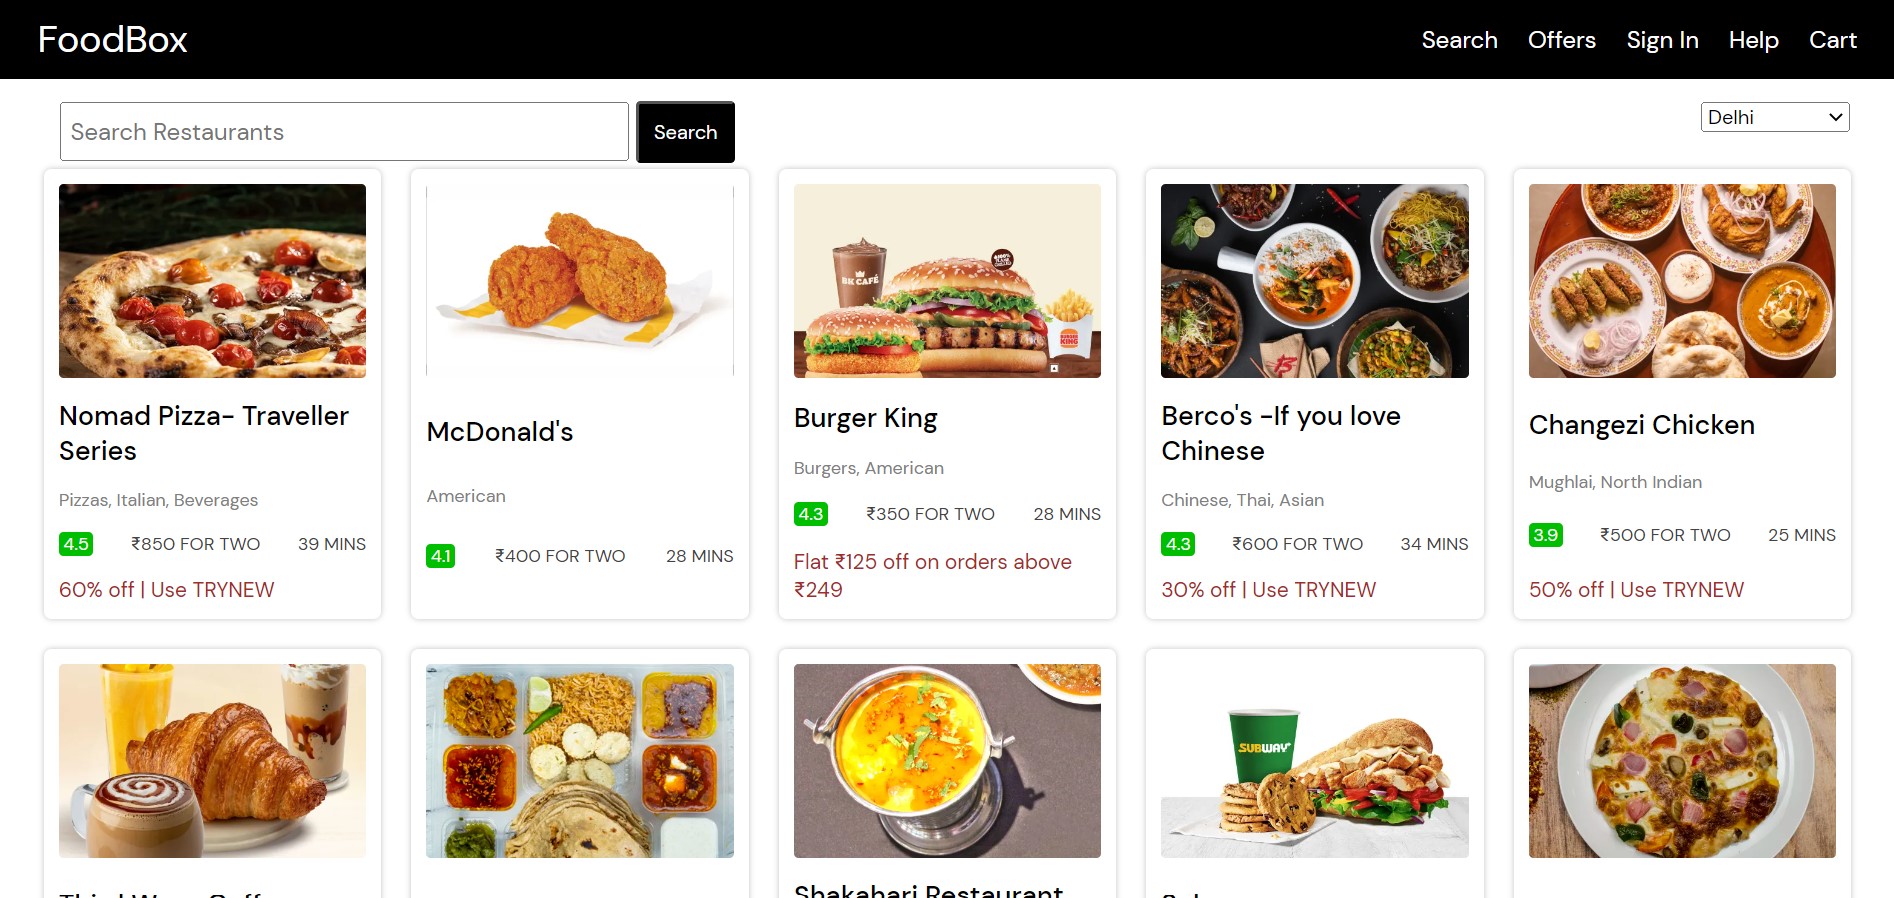 FoodBox
Search Offers Sign In Help Cart
Search Restaurants
Search
Delhi
BK CAFÉ
BURGER KING
Nomad Pizza- Traveller
Series
Pizzas, Italian, Beverages
4.5 ₹850 FOR TWO 39 MINS
60% off | Use TRYNEW
McDonald's
American
4.1 ₹400 FOR TWO 28 MINS
Burger King
Burgers, American
4.3 ₹350 FOR TWO 28 MINS
Flat ₹125 off on orders above
₹249
Berco's -If you love
Chinese
Chinese, Thai, Asian
4.3 ₹600 FOR TWO 34 MINS
30% off | Use TRYNEW
Changezi Chicken
Mughlai, North Indian
3.9 ₹500 FOR TWO 25 MINS
50% off | Use TRYNEW
SUBWAY
Shakahari Restaurant